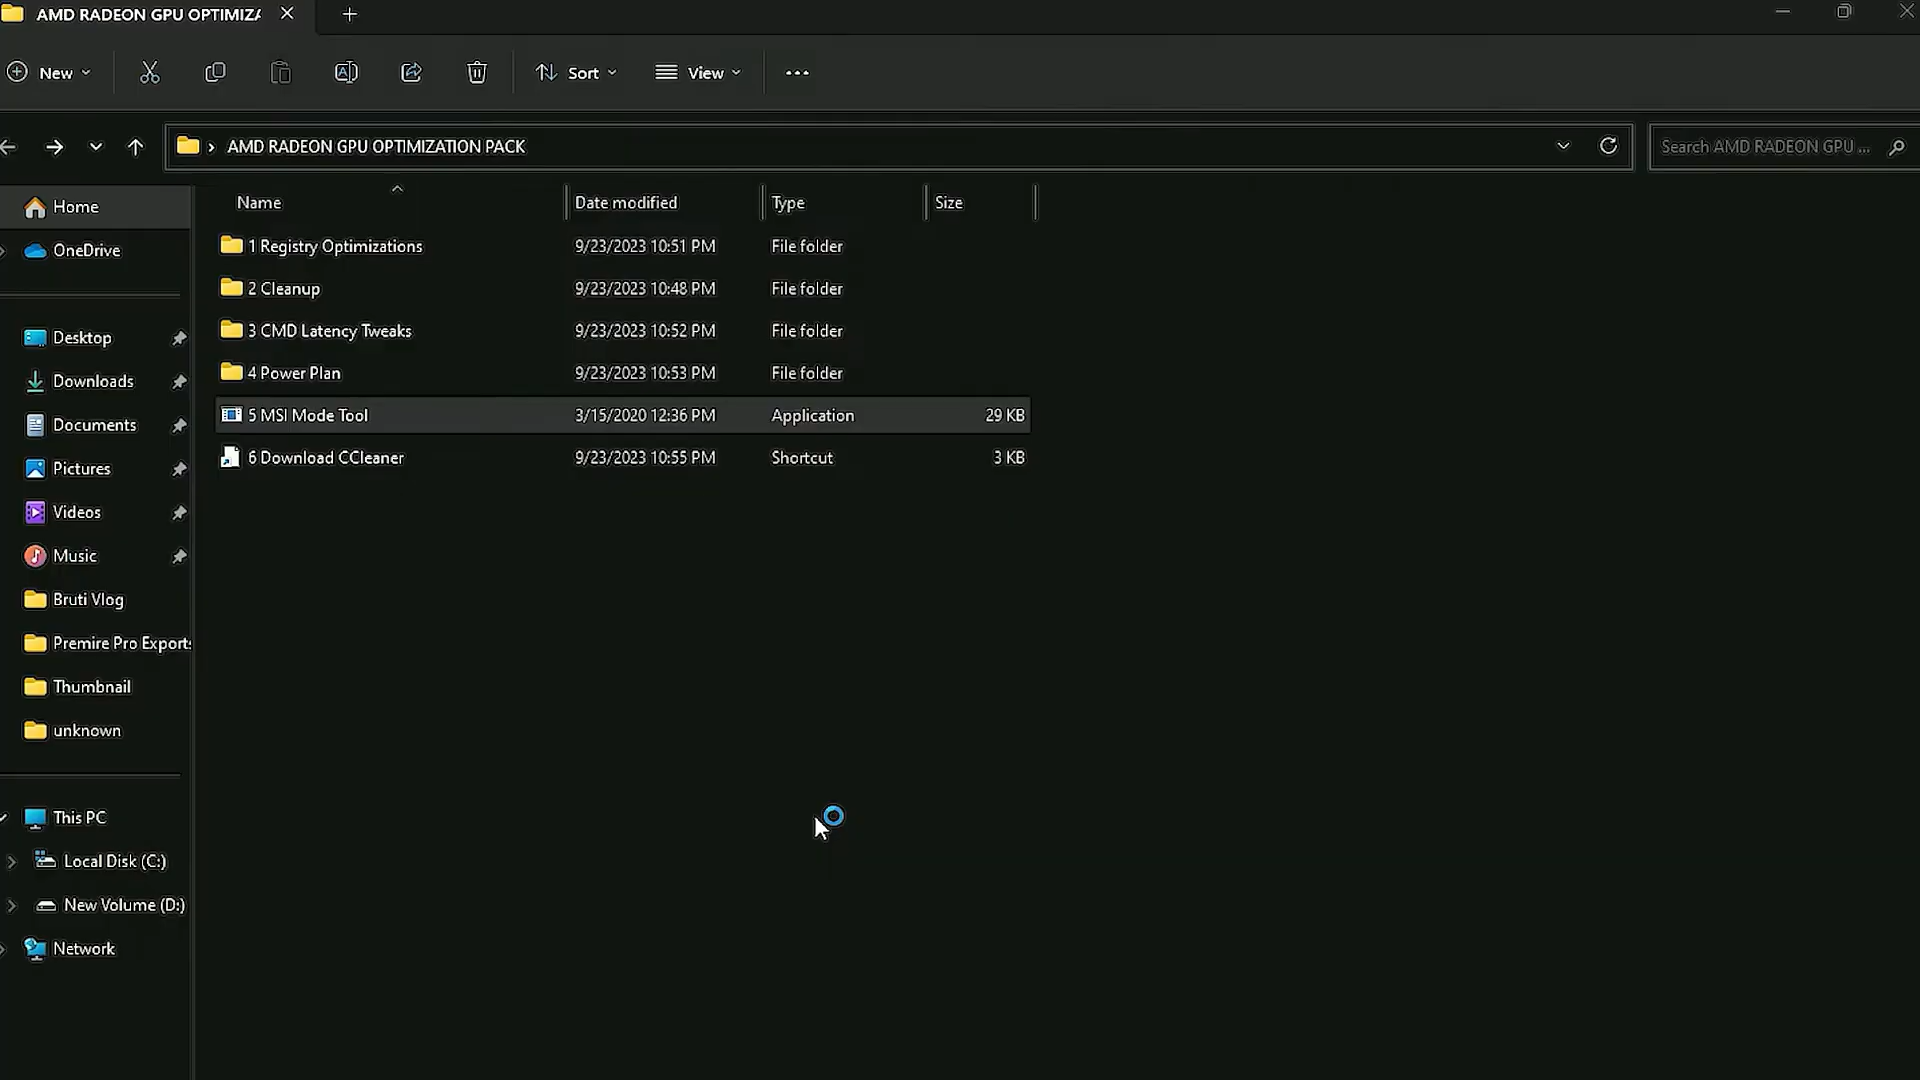 AMD RADEON GPU OPTIMIZA
New
Sort
View
AMD RADEON GPU OPTIMIZATION PACK
Search AMD RADEON GPU ...
Name Date modified Type Size
1 Registry Optimizations 9/23/2023 10:51 PM File folder
2 Cleanup 9/23/2023 10:48 PM File folder
3 CMD Latency Tweaks 9/23/2023 10:52 PM File folder
4 Power Plan 9/23/2023 10:53 PM File folder
5 MSI Mode Tool 3/15/2020 12:36 PM Application 29 KB
6 Download CCleaner 9/23/2023 10:55 PM Shortcut 3 KB
Home
OneDrive
Desktop
Downloads
Documents
Pictures
Videos
Music
Bruti Vlog
Premire Pro Exports
Thumbnail
unknown
This PC
Local Disk (C:)
New Volume (D:)
Network